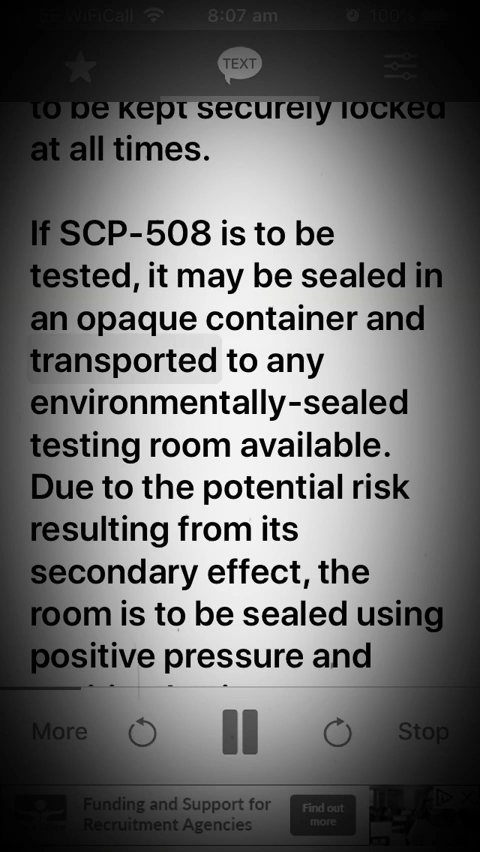 WiFiCall 8:07 am 100%
TEXT
to be kept securely locked
at all times.
If SCP-508 is to be
tested, it may be sealed in
an opaque container and
transported to any
environmentally-sealed
testing room available.
Due to the potential risk
resulting from its
secondary effect, the
room is to be sealed using
positive pressure and
More Stop
Funding and Support for
Recruitment Agencies
Find out
more